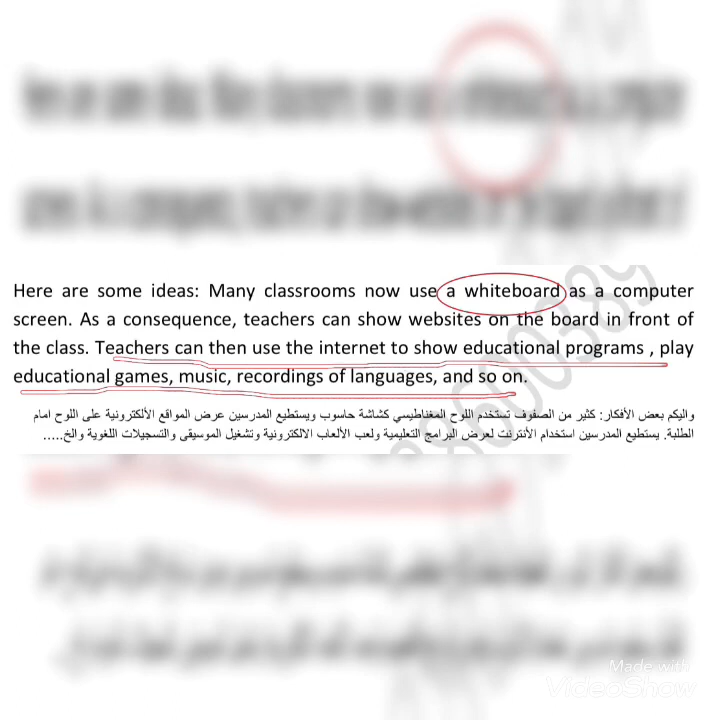 Here are some ideas: Many classrooms now use a whiteboard as a computer
screen. As a consequence, teachers can show websites on the board in front of
the class. Teachers can then use the internet to show educational programs , play
educational games, music, recordings of languages, and so on.
واليكم بعض الأفكار: كثير من الصفوف تستخدم اللوح المغناطيسي كشاشة حاسوب ويستطيع المدرسين عرض المواقع الألكترونية على اللوح امام
الطلبة. يستطيع المدرسين استخدام الأنترنت لعرض البرامج التعليمية ولعب الألعاب الالكترونية وتشغيل الموسيقى والتسجيلات اللغوية والخ.....
Made with
VideoShow